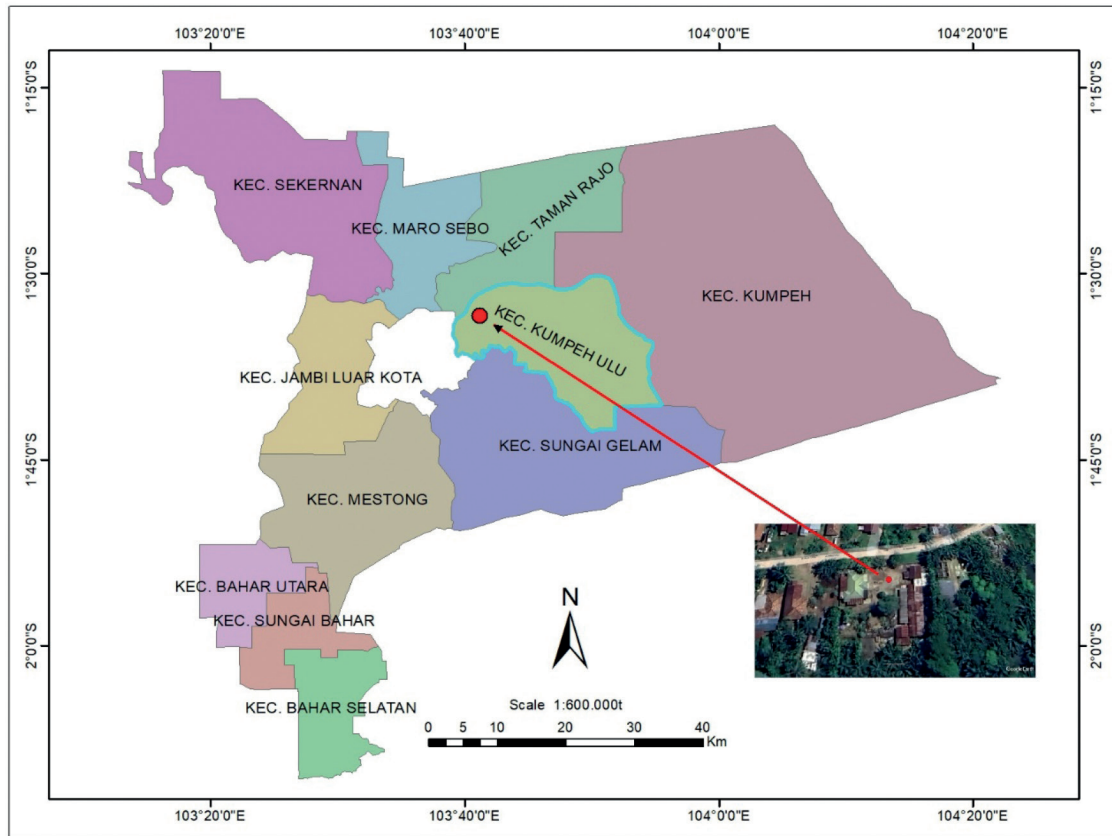 103°20'0"E 103°40'0"E 104°0'0"E 104°20'0"E
1°15'0"S 1°15'0"S
KEC. SEKERNAN
KEC. TAMAN RAJO
KEC. MARO SEBO
1°30'0"S 1°30'0"S
KEC. KUMPEH
KEC. KUMPEH ULU
KEC. JAMBI LUAR KOTA
KEC. SUNGAI GELAM
1°45'0"S 1°45'0"S
KEC. MESTONG
KEC. BAHAR UTARA
KEC. SUNGAI BAHAR
N
2°0'0"S 2°0'0"S
Google Earth
KEC. BAHAR SELATAN
Scale 1:600.000t
0 5 10 20 30 40
Km
103°20'0"E 103°40'0"E 104°0'0"E 104°20'0"E